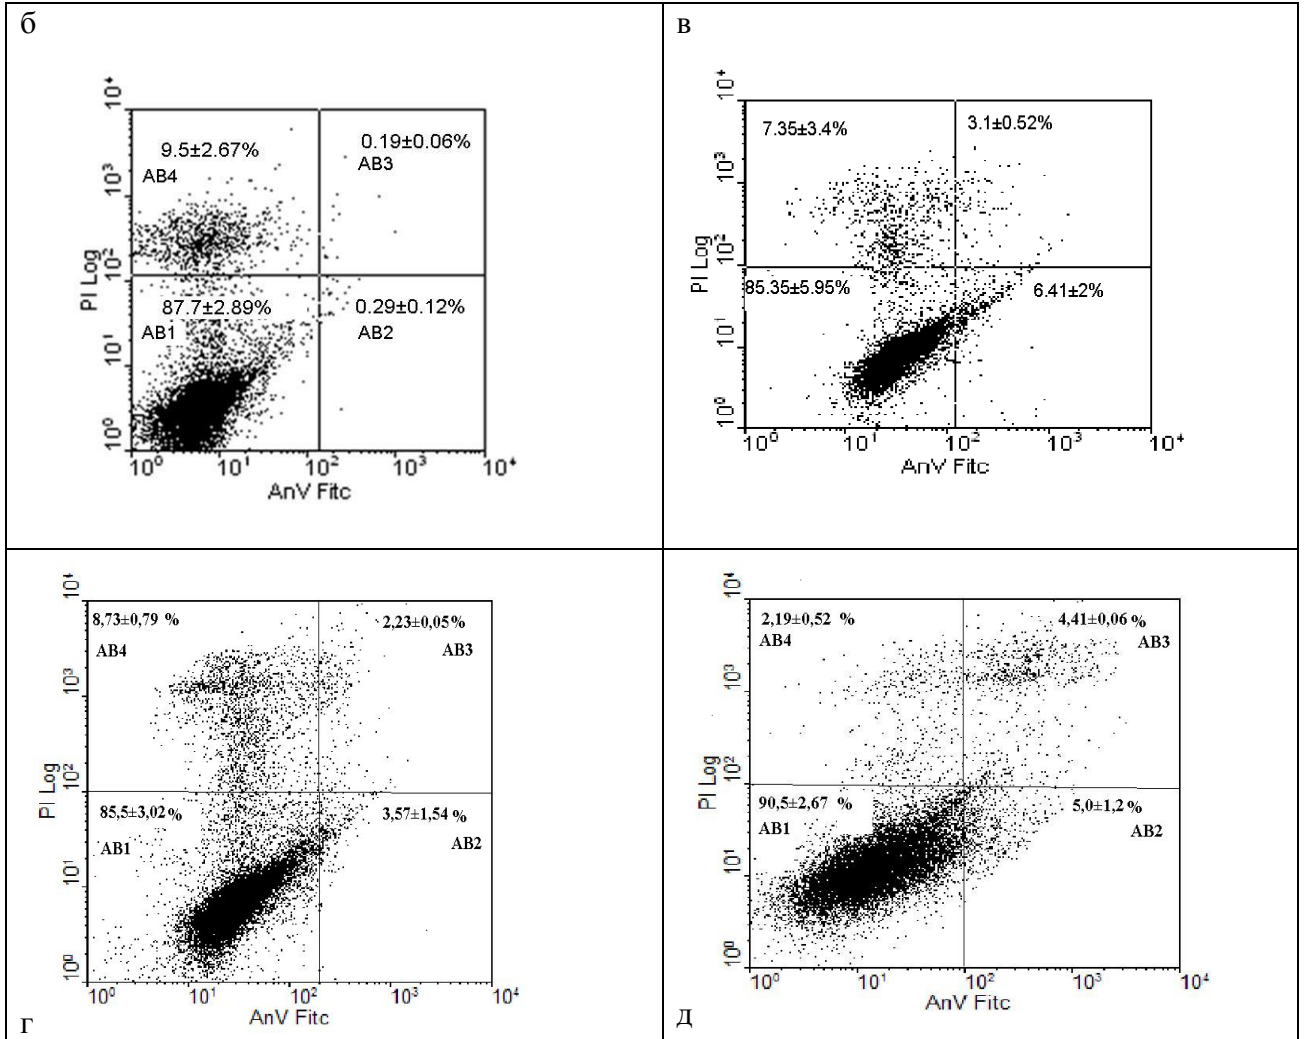 б
10⁴
9.5±2.67%
AB4
0.19±0.06%
AB3
10³
10²
PI Log
87.7±2.89%
AB1
0.29±0.12%
AB2
10¹
10⁰
10⁰ 10¹ 10² 10³ 10⁴
AnV Fitc
в
10⁴
7.35±3.4%
3.1±0.52%
10³
10²
PI Log
85.35±5.95%
6.41±2%
10¹
10⁰
10⁰ 10¹ 10² 10³ 10⁴
AnV Fitc
10⁴
8,73±0,79 %
AB4
2,23±0,05 %
AB3
10³
10²
PI Log
85,5±3,02 %
AB1
3,57±1,54 %
AB2
10¹
10⁰
10⁰ 10¹ 10² 10³ 10⁴
AnV Fitc
г
10⁴
2,19±0,52 %
AB4
4,41±0,06 %
AB3
10³
10²
PI Log
90,5±2,67 %
AB1
5,0±1,2 %
AB2
10¹
10⁰
10⁰ 10¹ 10² 10³ 10⁴
AnV Fitc
д